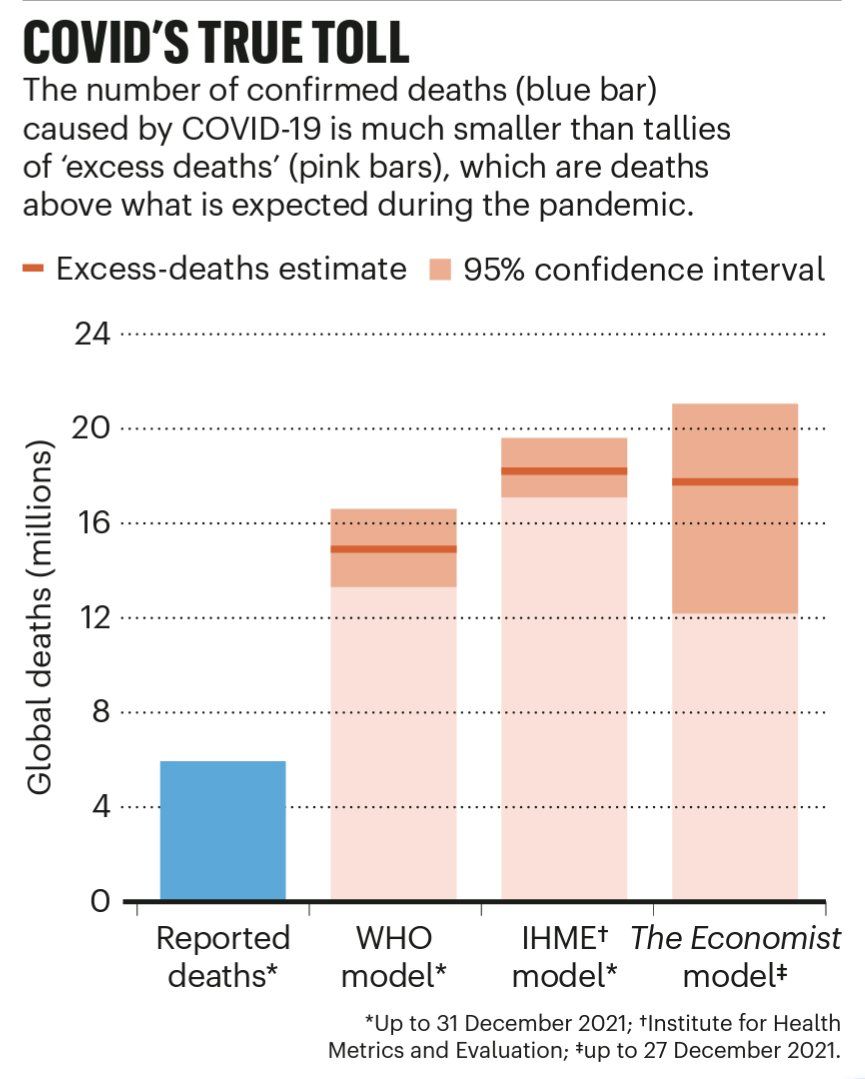 COVID'S TRUE TOLL
The number of confirmed deaths (blue bar)
caused by COVID-19 is much smaller than tallies
of ‘excess deaths’ (pink bars), which are deaths
above what is expected during the pandemic.
Excess-deaths estimate 95% confidence interval
24
20
16
12
8
4
0
Global deaths (millions)
Reported
deaths*
WHO
model*
IHME†
model*
The Economist
model‡
*Up to 31 December 2021; †Institute for Health
Metrics and Evaluation; ‡up to 27 December 2021.